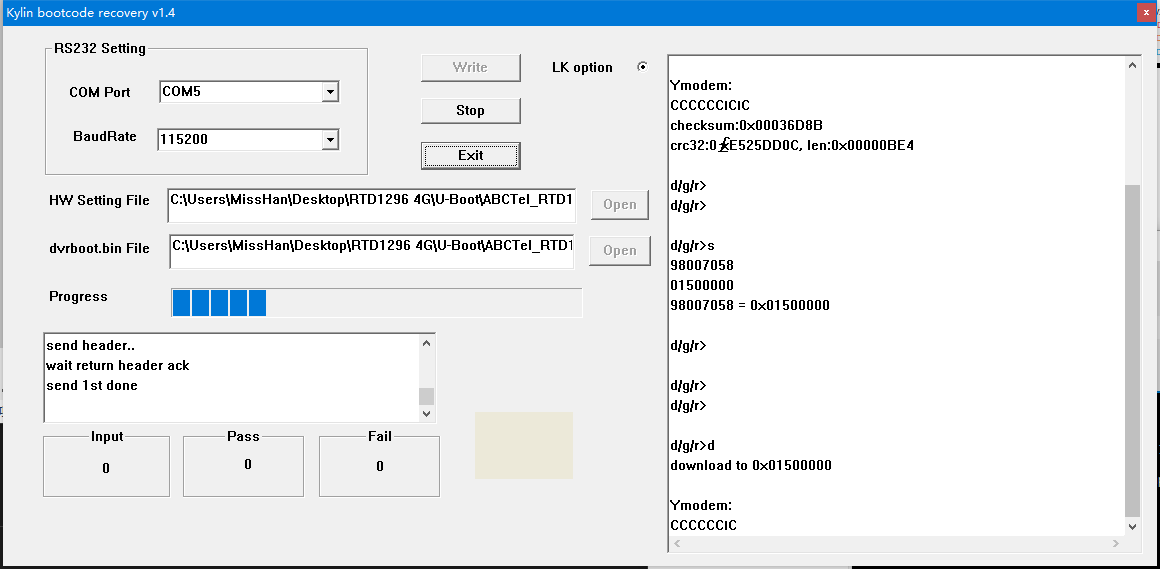 Kylin bootcode recovery v1.4
x
RS232 Setting
COM Port
COM5
BaudRate
115200
Write
LK option
Stop
Exit
HW Setting File
C:\Users\MissHan\Desktop\RTD1296 4G\U-Boot\ABCTel_RTD1
Open
dvrboot.bin File
C:\Users\MissHan\Desktop\RTD1296 4G\U-Boot\ABCTel_RTD1
Open
Progress
send header..
wait return header ack
send 1st done
Input
0
Pass
0
Fail
0
Ymodem:
CCCCCCICIC
checksum:0x00036D8B
crc32:0xE525DD0C, len:0x00000BE4
d/g/r>
d/g/r>
d/g/r>s
98007058
01500000
98007058 = 0x01500000
d/g/r>
d/g/r>
d/g/r>
d/g/r>d
download to 0x01500000
Ymodem:
CCCCCCIC